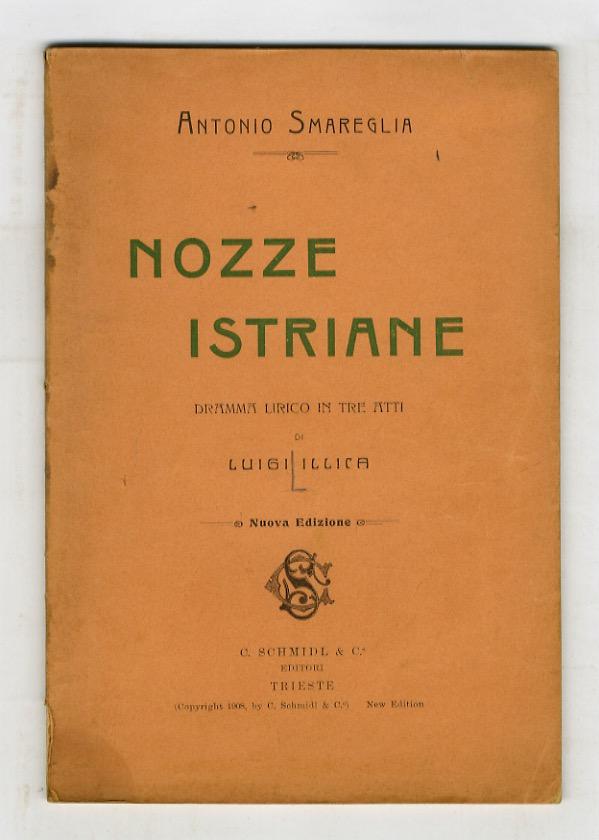 ANTONIO SMAREGLIA
NOZZE
ISTRIANE
DRAMMA LIRICO IN TRE ATTI
DI
LUIGI ILLICA
Nuova Edizione
C. SCHMIDL & C.º
EDITORI
TRIESTE
(Copyright 1908, by C. Schmidl & C.º) New Edition